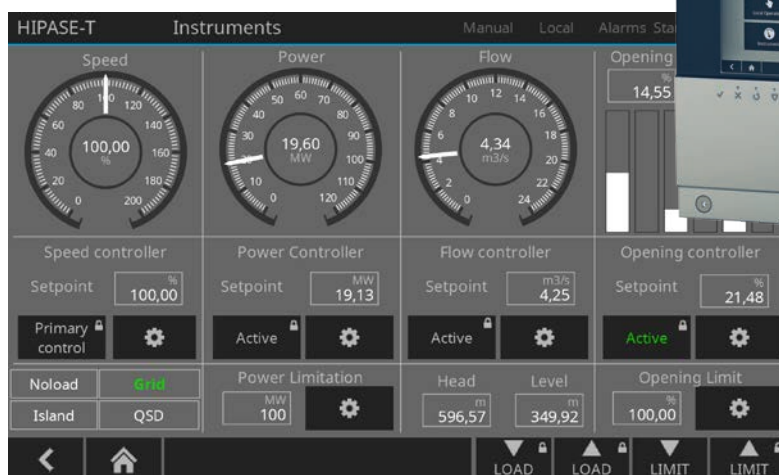 HIPASE-T Instruments Manual Local Alarms
Speed Power Flow Opening
0 20 40 60 80 100 120 140 160 180 200
100,00
%
0 10 30 40 50 60 70 80 90 100 110 120
19,60
MW
0 2 4 6 8 10 12 14 16 18 20 22 24
4,34
m3/s
%
14,55
Speed controller Power Controller Flow controller Opening controller
Setpoint % 100,00 Setpoint MW 19,13 Setpoint m3/s 4,25 Setpoint % 21,48
Primary control Active Active Active
Noload Grid
Island QSD
Power Limitation
MW
100
Head Level
m m
596,57 349,92
Opening Limit
%
100,00
LOAD LOAD LIMIT LIMIT